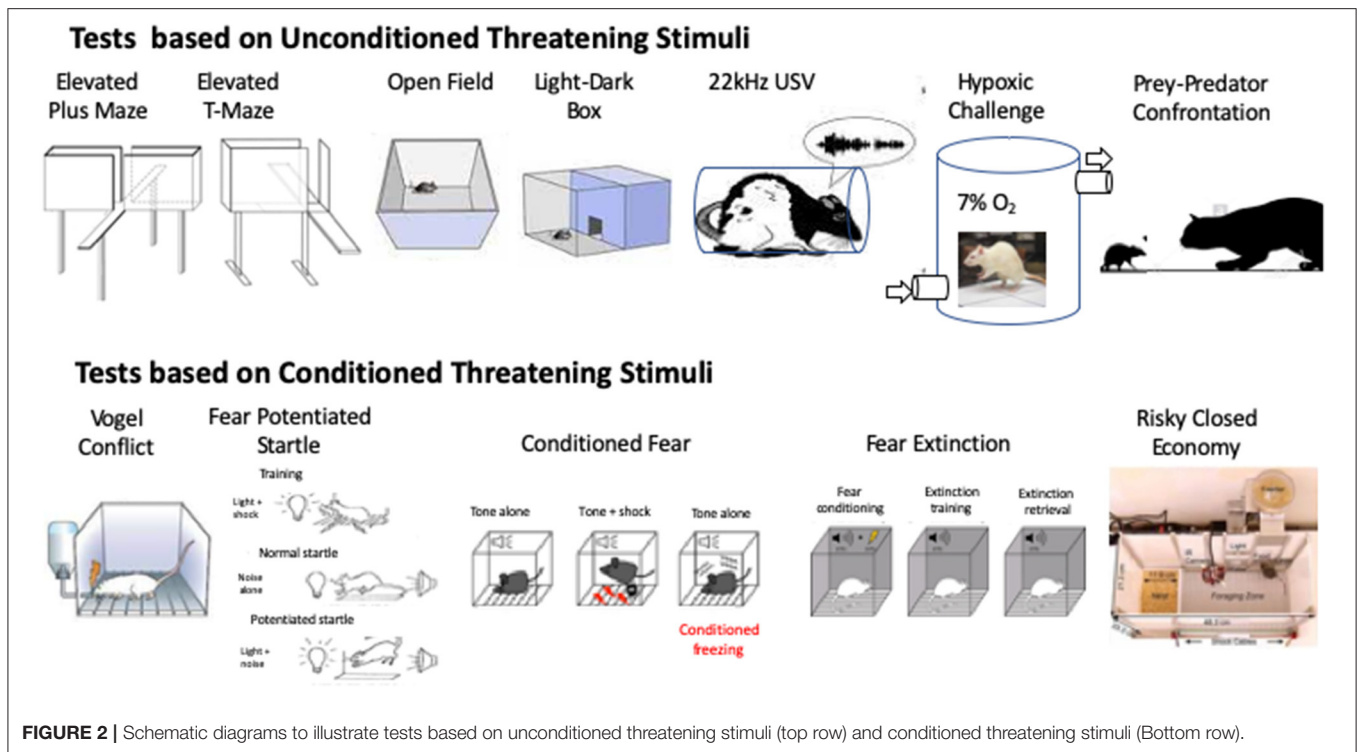 Tests based on Unconditioned Threatening Stimuli
Elevated
Plus Maze
Elevated
T-Maze
Open Field
Light-Dark
Box
22kHz USV
Hypoxic
Challenge
7% O₂
Prey-Predator
Confrontation
Tests based on Conditioned Threatening Stimuli
Vogel
Conflict
Fear Potentiated
Startle
Training
Light +
shock
Normal startle
Noise
alone
Potentiated startle
Light +
noise
Conditioned Fear
Tone alone
Tone + shock
Tone alone
Conditioned
freezing
Fear Extinction
Fear
conditioning
Extinction
training
Extinction
retrieval
Risky Closed
Economy
Light
Nest
Foraging Zone
Shock Cables
FIGURE 2 | Schematic diagrams to illustrate tests based on unconditioned threatening stimuli (top row) and conditioned threatening stimuli (Bottom row).